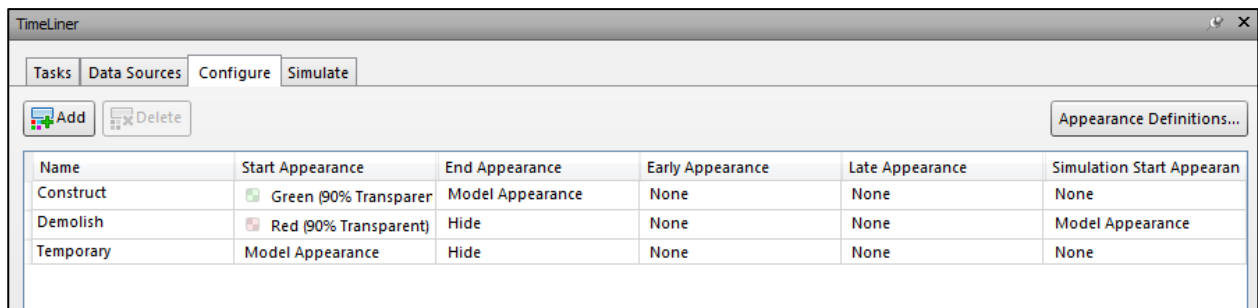 TimeLiner
Tasks Data Sources Configure Simulate
Add Delete Appearance Definitions...
Name Start Appearance End Appearance Early Appearance Late Appearance Simulation Start Appearan
Construct Green (90% Transparer Model Appearance None None None
Demolish Red (90% Transparent) Hide None None Model Appearance
Temporary Model Appearance Hide None None None